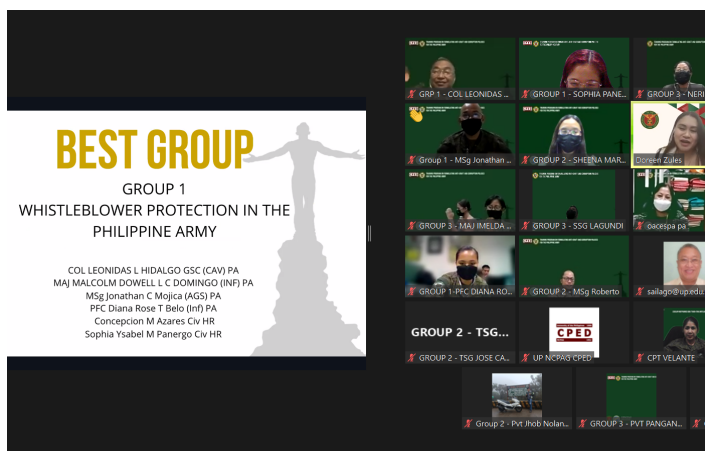 BEST GROUP
GROUP 1
WHISTLEBLOWER PROTECTION IN THE
PHILIPPINE ARMY
COL LEONIDAS L HIDALGO GSC (CAV) PA
MAJ MALCOLM DOWELL L C DOMINGO (INF) PA
MSg Jonathan C Mojica (AGS) PA
PFC Diana Rose T Belo (Inf) PA
Concepcion M Azares Civ HR
Sophia Ysabel M Panergo Civ HR
GRP 1 - COL LEONIDAS ...
GROUP 1 - SOPHIA PANE...
GROUP 3 - NERI
Group 1 - MSg Jonathan ...
GROUP 2 - SHEENA MAR...
Doreen Zules
GROUP 3 - MAJ IMELDA ...
GROUP 3 - SSG LAGUNDI
oacespa pa
GROUP 1-PFC DIANA RO...
GROUP 2 - MSg Roberto
sailago@up.edu
GROUP 2 - TSG...
GROUP 2 - TSG JOSE CA...
CPED
UP NCPAG CPED
CPT VELANTE
Group 2 - Pvt Jhob Nolan...
GROUP 3 - PVT PANGAN...